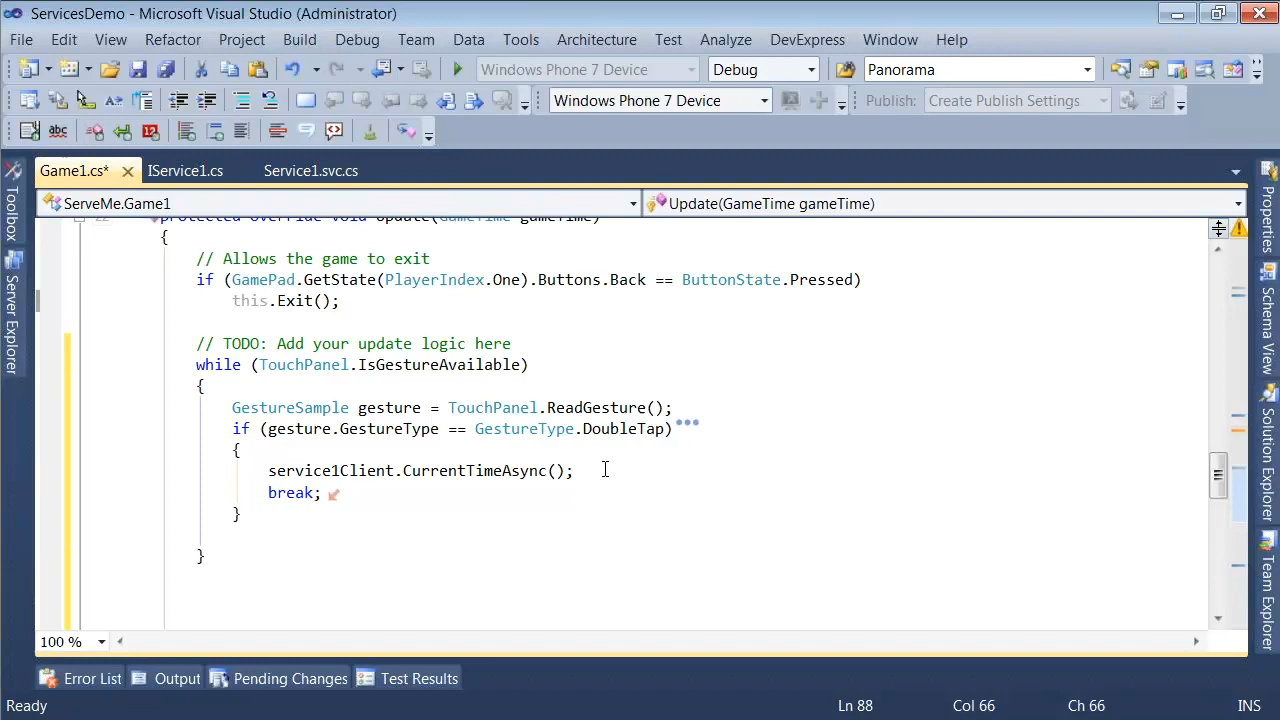 ServicesDemo - Microsoft Visual Studio (Administrator)
File Edit View Refactor Project Build Debug Team Data Tools Architecture Test Analyze DevExpress Window Help
Windows Phone 7 Device Debug Panorama
Windows Phone 7 Device Publish: Create Publish Settings
abc 12
Game1.cs* IService1.cs Service1.svc.cs
ServeMe.Game1 Update(GameTime gameTime)
protected override void Update(GameTime gameTime)
{
// Allows the game to exit
if (GamePad.GetState(PlayerIndex.One).Buttons.Back == ButtonState.Pressed)
this.Exit();
// TODO: Add your update logic here
while (TouchPanel.IsGestureAvailable)
{
GestureSample gesture = TouchPanel.ReadGesture();
if (gesture.GestureType == GestureType.DoubleTap)
{
service1Client.CurrentTimeAsync();
break;
}
}
100 %
Toolbox
Server Explorer
Properties
Schema View
Solution Explorer
Team Explorer
Error List Output Pending Changes Test Results
Ready Ln 88 Col 66 Ch 66 INS